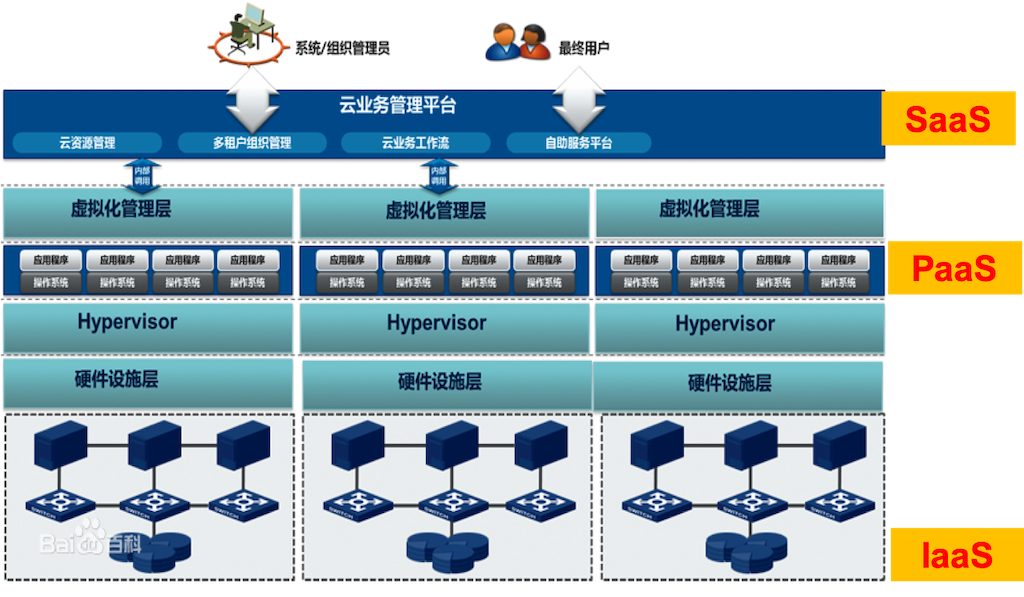 系统/组织管理员
最终用户
云业务管理平台
SaaS
云资源管理
多租户组织管理
云业务工作流
自助服务平台
内部
调用
内部
调用
虚拟化管理层
虚拟化管理层
虚拟化管理层
应用程序 应用程序 应用程序 应用程序 应用程序 应用程序 应用程序 应用程序 应用程序 应用程序 应用程序 应用程序
操作系统 操作系统 操作系统 操作系统 操作系统 操作系统 操作系统 操作系统 操作系统 操作系统 操作系统 操作系统
PaaS
Hypervisor
Hypervisor
Hypervisor
硬件设施层
硬件设施层
硬件设施层
SWITCH SWITCH SWITCH SWITCH SWITCH SWITCH SWITCH SWITCH SWITCH
Bai百科
IaaS